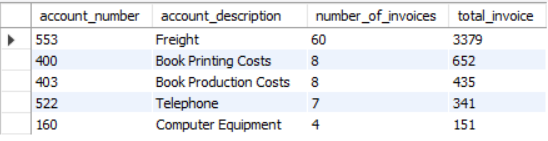 account_number account_description number_of_invoices total_invoice
553 Freight 60 3379
400 Book Printing Costs 8 652
403 Book Production Costs 8 435
522 Telephone 7 341
160 Computer Equipment 4 151